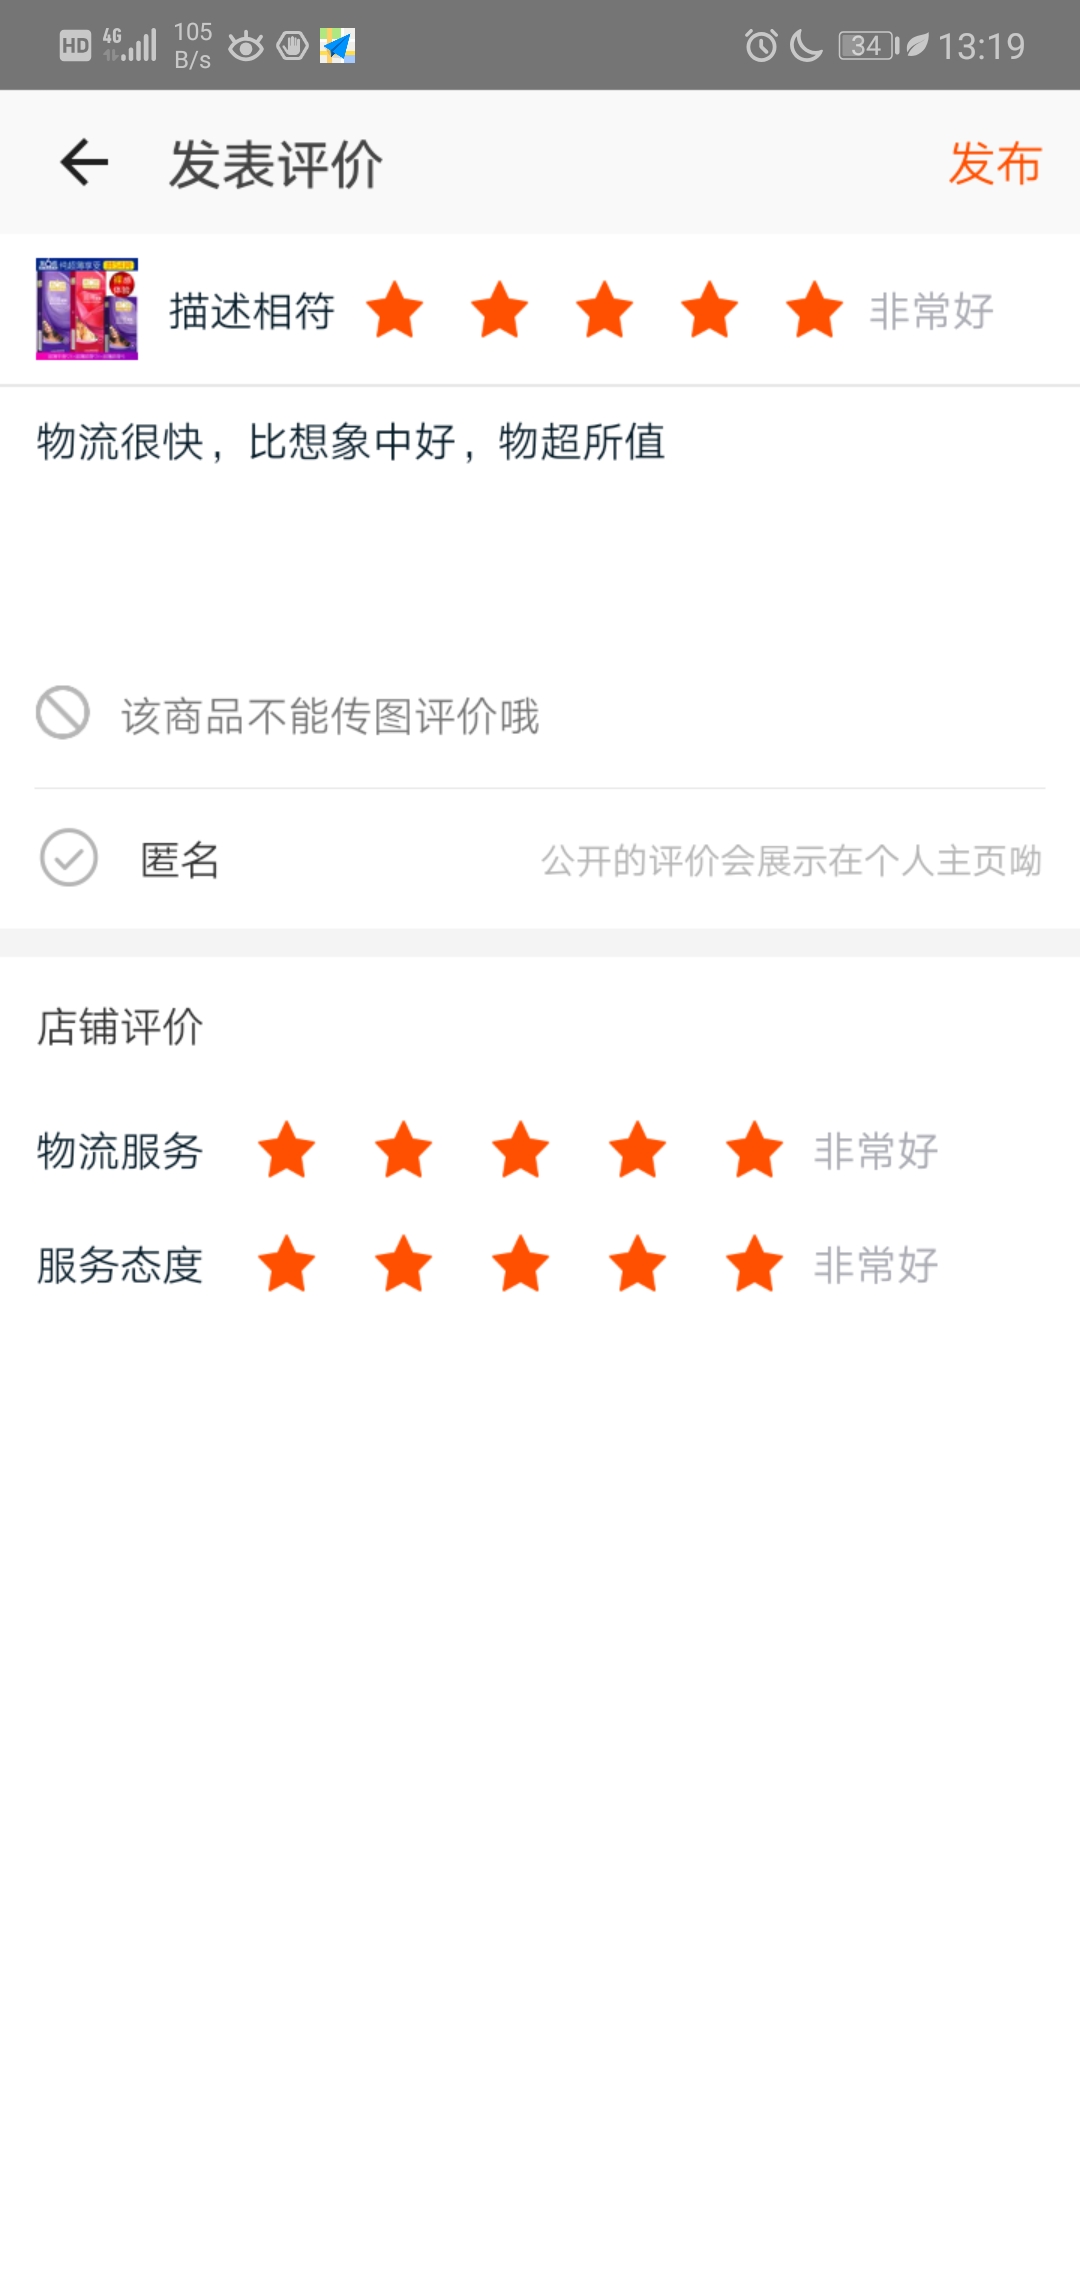 HD 4G 105 B/s 34 13:19
发表评价 发布
描述相符 非常好
物流很快，比想象中好，物超所值
该商品不能传图评价哦
匿名 公开的评价会展示在个人主页呦
店铺评价
物流服务 非常好
服务态度 非常好